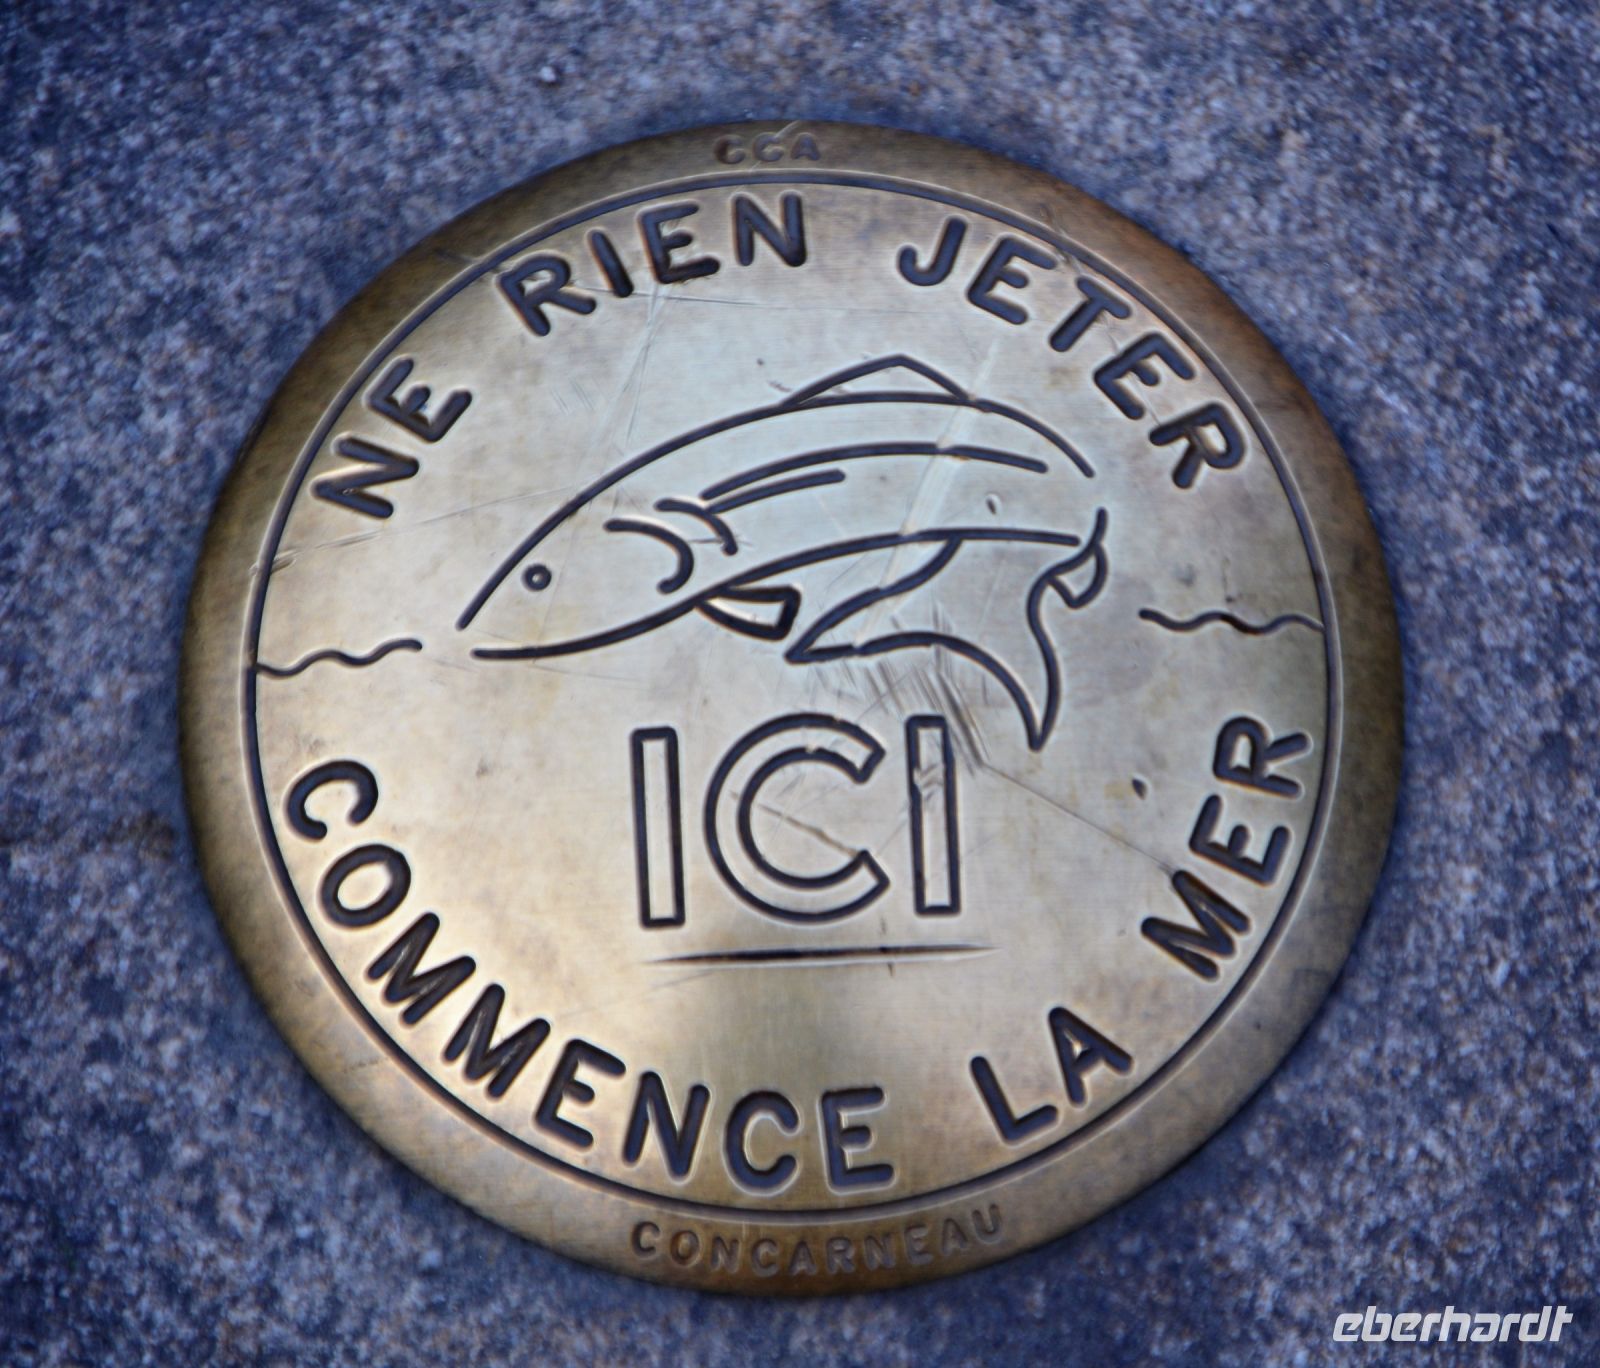 CCA
NE RIEN JETER
ICI
COMMENCE LA MER
CONCARNEAU
eberhardt